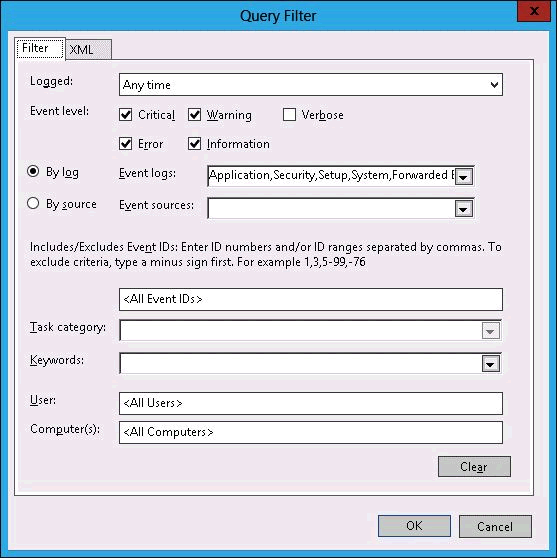 Query Filter
x
Filter XML
Logged: Any time
Event level: Critical Warning Verbose
Error Information
By log Event logs: Application,Security,Setup,System,Forwarded E
By source Event sources:
Includes/Excludes Event IDs: Enter ID numbers and/or ID ranges separated by commas. To
exclude criteria, type a minus sign first. For example 1,3,5-99,-76
<All Event IDs>
Task category:
Keywords:
User: <All Users>
Computer(s): <All Computers>
Clear
OK Cancel